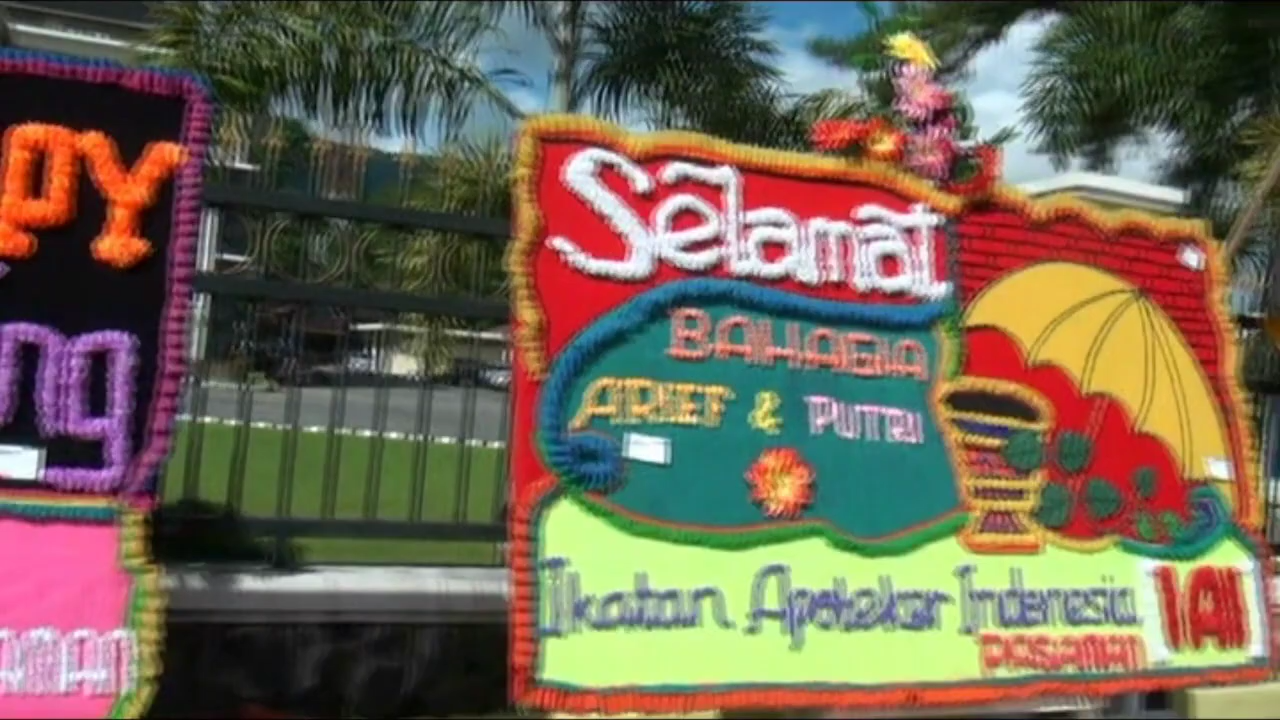 PY
ng
Selamat
BAHAGIA
ARIEF & PUTRI
Ikatan Apoteker Indonesia IAI
PASAMAN